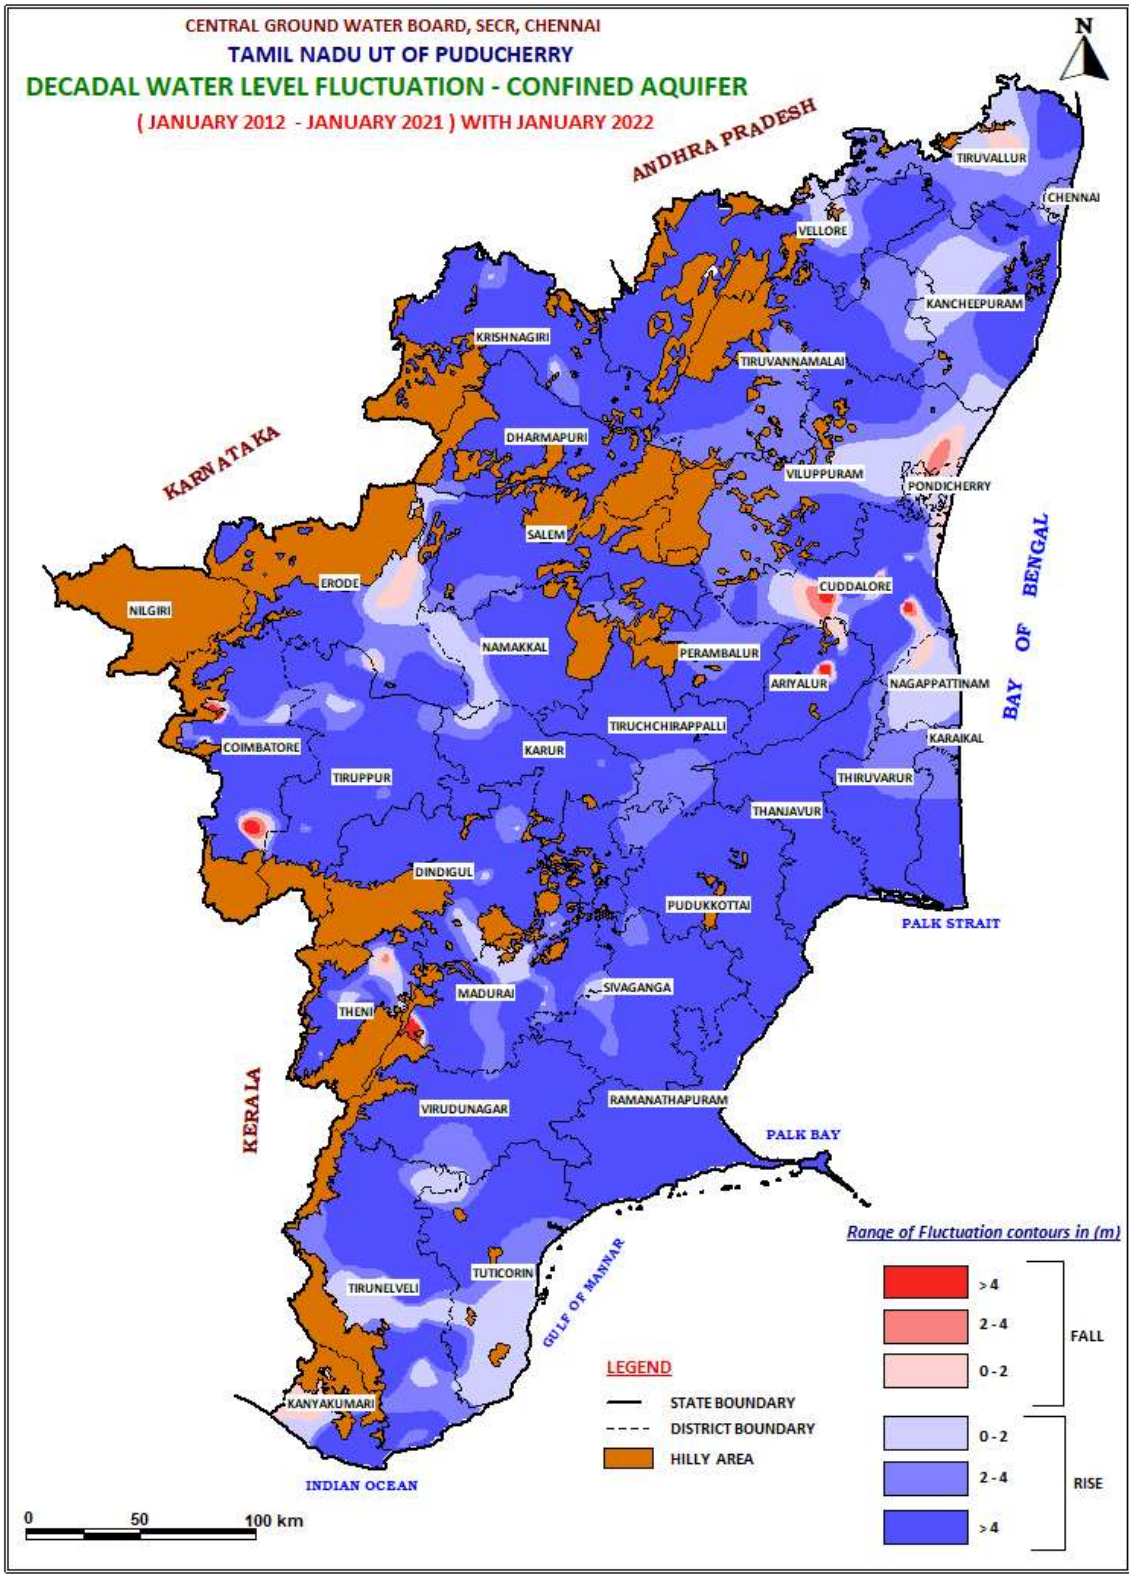 CENTRAL GROUND WATER BOARD, SECR, CHENNAI
TAMIL NADU UT OF PUDUCHERRY
DECADAL WATER LEVEL FLUCTUATION - CONFINED AQUIFER
( JANUARY 2012 - JANUARY 2021 ) WITH JANUARY 2022
N
ANDHRA PRADESH
TIRUVALLUR
CHENNAI
VELLORE
KANCHEEPURAM
KRISHNAGIRI
TIRUVANNAMALAI
DHARMAPURI
KARNATAKA
VILUPPURAM
PONDICHERRY
SALEM
ERODE
CUDDALORE
BAY OF BENGAL
NILGIRI
NAMAKKAL
PERAMBALUR
ARIYALUR
NAGAPPATTINAM
TIRUCHCHIRAPPALLI
KARAIKAL
COIMBATORE
KARUR
TIRUPPUR
THIRUVARUR
THANJAVUR
DINDIGUL
PUDUKKOTTAI
PALK STRAIT
MADURAI
SIVAGANGA
THENI
KERALA
RAMANATHAPURAM
VIRUDUNAGAR
PALK BAY
TUTICORIN
TIRUNELVELI
GULF OF MANNAR
KANYAKUMARI
INDIAN OCEAN
Range of Fluctuation contours in (m)
>4
2-4
0-2
FALL
0-2
2-4
>4
RISE
LEGEND
STATE BOUNDARY
DISTRICT BOUNDARY
HILLY AREA
0 50 100 km